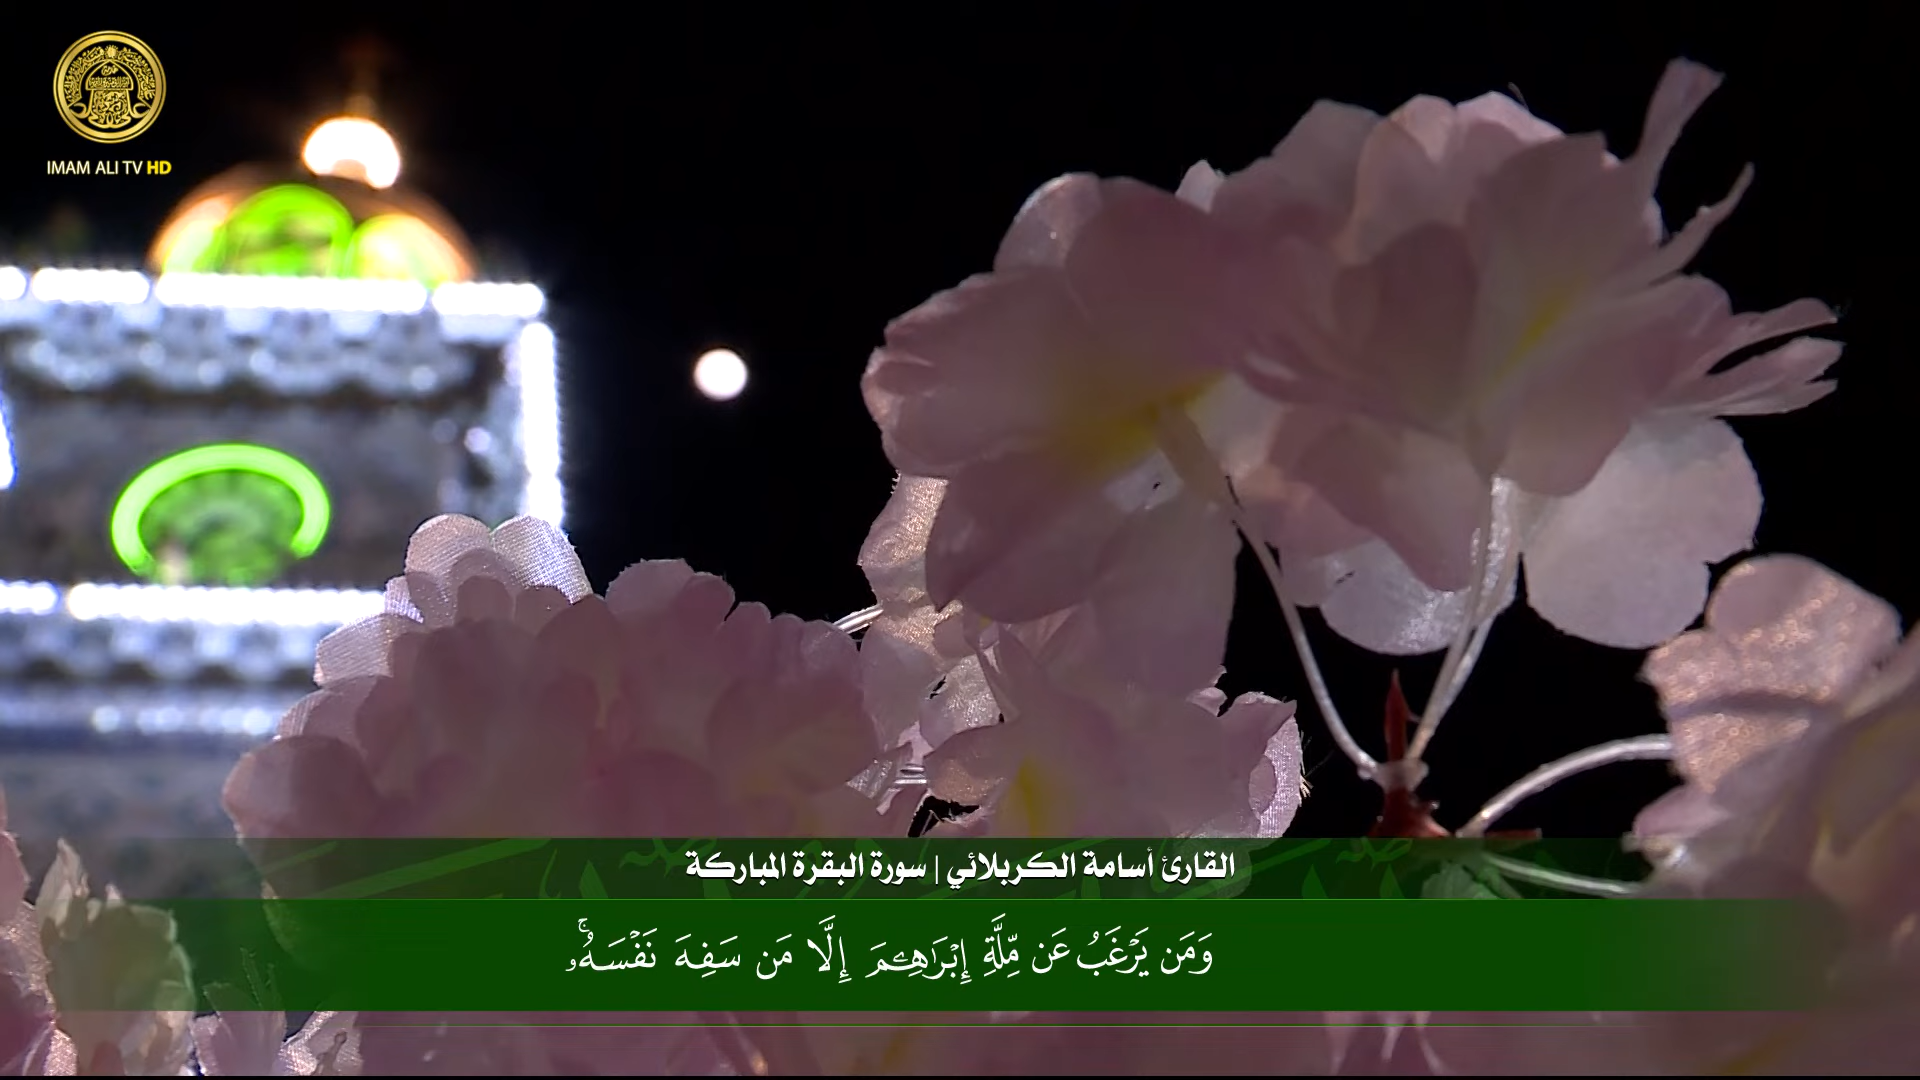 IMAM ALI TV HD
القارئ أسامة الكربلائي | سورة البقرة المباركة
وَمَن يَرْغَبُ عَن مِّلَّةِ إِبْرَٰهِـۧمَ إِلَّا مَن سَفِهَ نَفْسَهُۥۚ